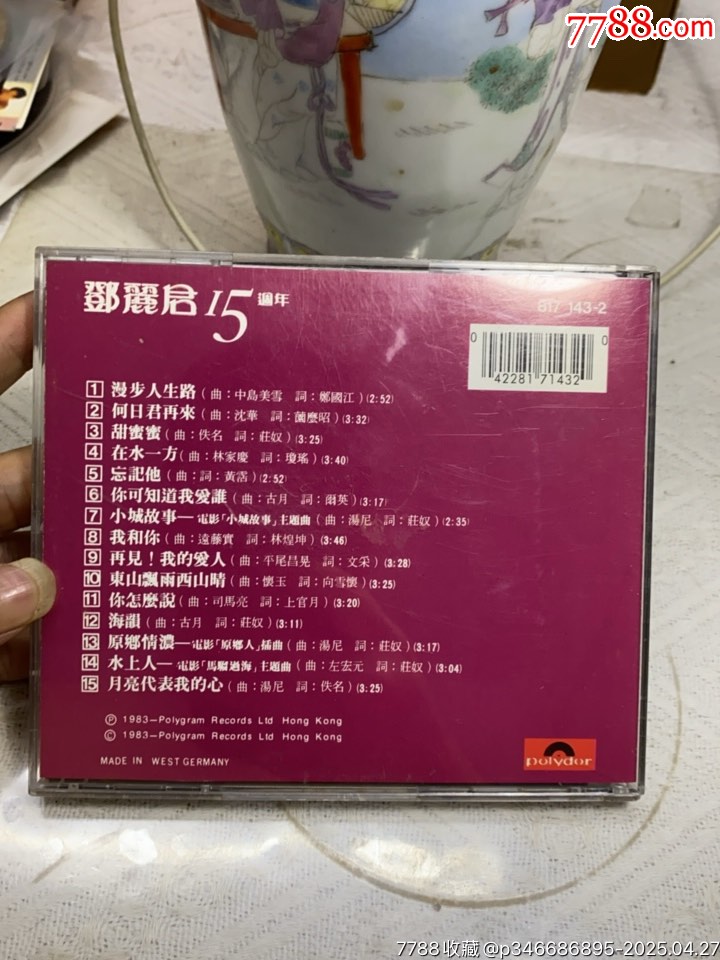 7788.com
鄧麗君15週年
817 143-2
0 42281 71432
1 漫步人生路(曲:中島美雪 詞:鄭國江)(2:52)
2 何日君再來(曲:沈華 詞:蘭麼昭)(3:32)
3 甜蜜蜜(曲:佚名 詞:莊奴)(3:25)
4 在水一方(曲:林家慶 詞:瓊瑤)(3:40)
5 忘記他(曲:詞:黃霑)(2:52)
6 你可知道我愛誰(曲:古月 詞:爾英)(3:17)
7 小城故事—電影「小城故事」主題曲(曲:湯尼 詞:莊奴)(2:35)
8 我和你(曲:遠藤實 詞:林煌坤)(3:46)
9 再見!我的愛人(曲:平尾昌晃 詞:文采)(3:28)
10 東山飄雨西山晴(曲:懷玉 詞:向雪懷)(3:25)
11 你怎麼說(曲:司馬亮 詞:上官月)(3:20)
12 海韻(曲:古月 詞:莊奴)(3:11)
13 原鄉情濃—電影「原鄉人」插曲(曲:湯尼 詞:莊奴)(3:17)
14 水上人—電影「馬騮過海」主題曲(曲:左宏元 詞:莊奴)(3:04)
15 月亮代表我的心(曲:湯尼 詞:佚名)(3:25)
Ⓟ 1983—Polygram Records Ltd Hong Kong
© 1983—Polygram Records Ltd Hong Kong
MADE IN WEST GERMANY
polydor
7788收藏@p346686895-2025.04.27